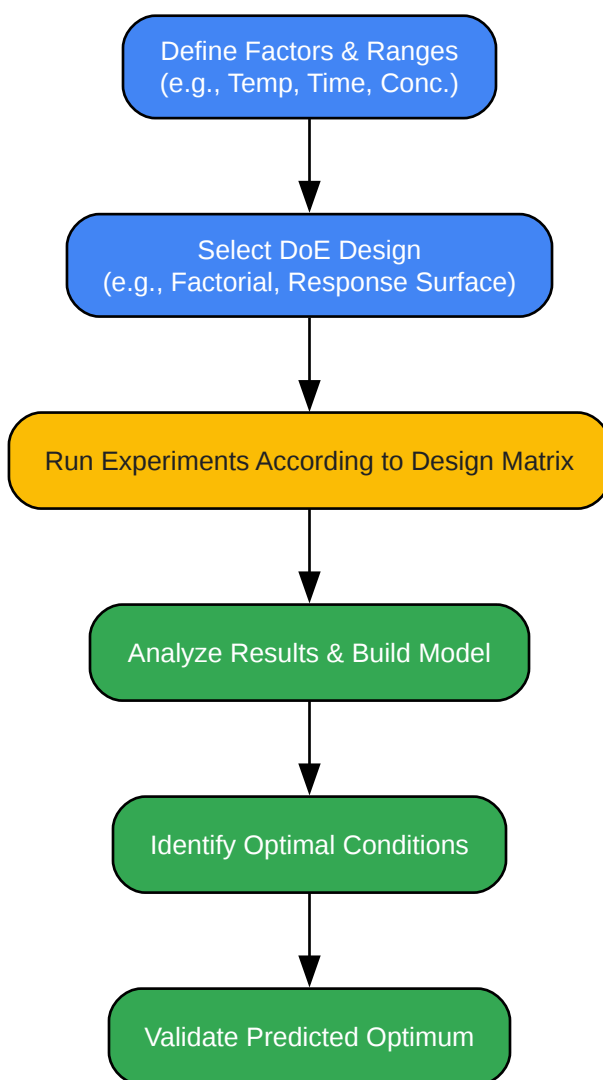 Define Factors & Ranges
(e.g., Temp, Time, Conc.)
Select DoE Design
(e.g., Factorial, Response Surface)
Run Experiments According to Design Matrix
Analyze Results & Build Model
Identify Optimal Conditions
Validate Predicted Optimum